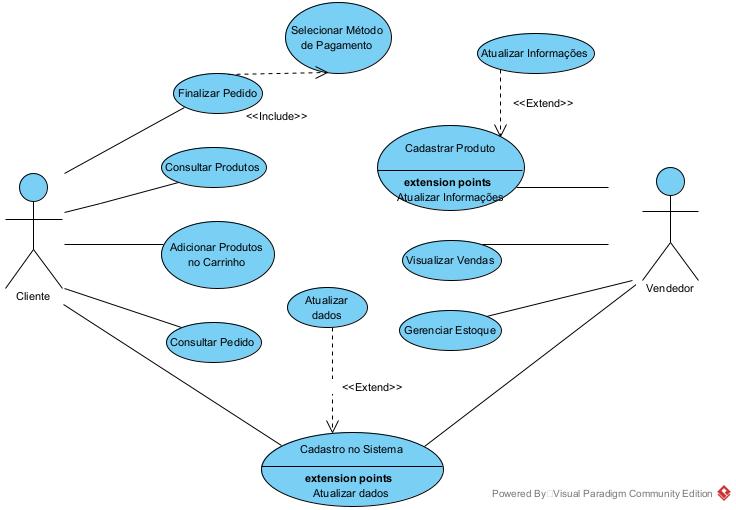 Selecionar Método
de Pagamento
Atualizar Informações
Finalizar Pedido
<<Include>>
<<Extend>>
Cadastrar Produto
extension points
Atualizar Informações
Consultar Produtos
Adicionar Produtos
no Carrinho
Visualizar Vendas
Cliente
Vendedor
Atualizar
dados
Gerenciar Estoque
Consultar Pedido
<<Extend>>
Cadastro no Sistema
extension points
Atualizar dados
Powered By Visual Paradigm Community Edition